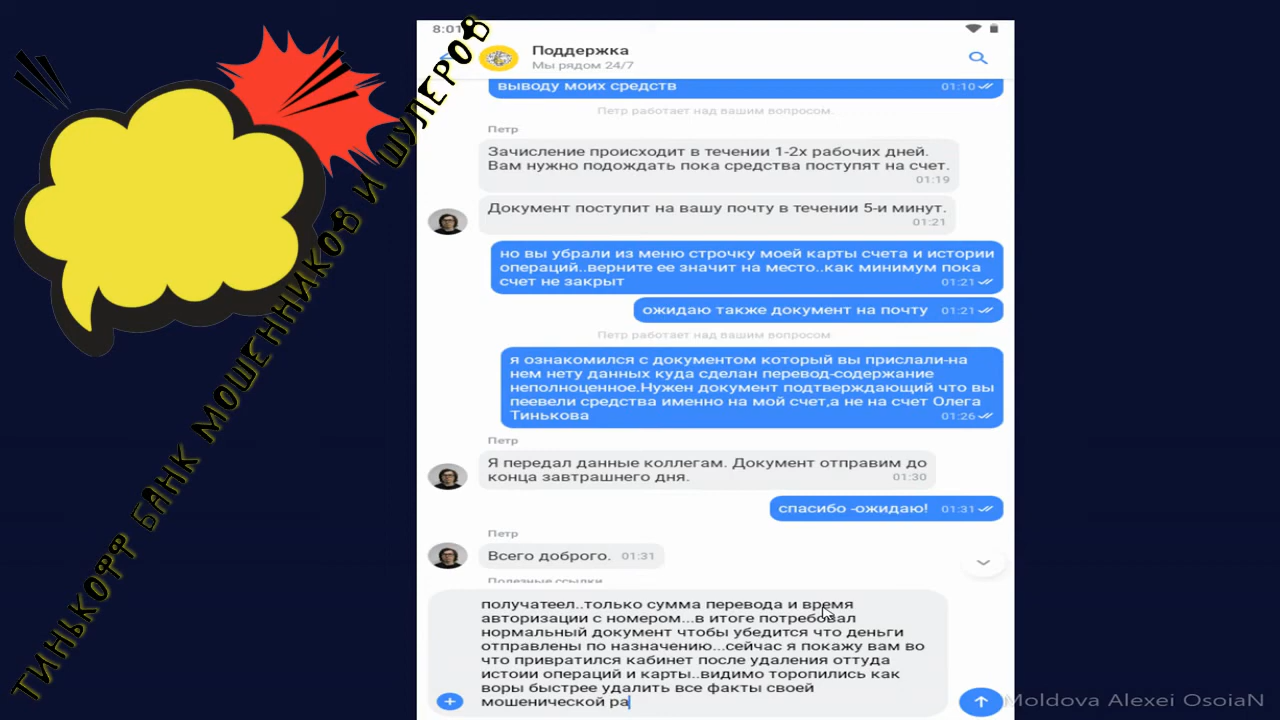 8:01
Поддержка
Мы рядом 24/7
выводу моих средств 01:10
Петр работает над вашим вопросом.
Петр
Зачисление происходит в течении 1-2х рабочих дней.
Вам нужно подождать пока средства поступят на счет.
01:19
Документ поступит на вашу почту в течении 5-и минут.
01:21
но вы убрали из меню строчку моей карты счета и истории
операций..верните ее значит на место..как минимум пока
счет не закрыт 01:21
ожидаю также документ на почту 01:21
Петр работает над вашим вопросом
я ознакомился с документом который вы прислали-на
нем нету данных куда сделан перевод-содержание
неполноценное.Нужен документ подтверждающий что вы
пеевели средства именно на мой счет,а не на счет Олега
Тинькова 01:26
Петр
Я передал данные коллегам. Документ отправим до
конца завтрашнего дня. 01:30
спасибо -ожидаю! 01:31
Петр
Всего доброго. 01:31
Полезные ссылки
получатеел..только сумма перевода и время
авторизации с номером...в итоге потребовал
нормальный документ чтобы убедится что деньги
отправлены по назначению...сейчас я покажу вам во
что привратился кабинет после удаления оттуда
истоии операций и карты..видимо торопились как
воры быстрее удалить все факты своей
мошенической ра
ТИНЬКОФФ БАНК МОШЕННИКОВ И ШУЛЕРОВ
Moldova Alexei OsoiaN